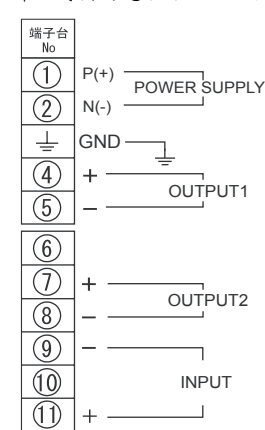 端子台
No
① P(+)
POWER SUPPLY
② N(-)
GND
④ +
OUTPUT1
⑤ −
⑥
⑦ +
OUTPUT2
⑧ −
⑨ −
⑩ INPUT
⑪ +